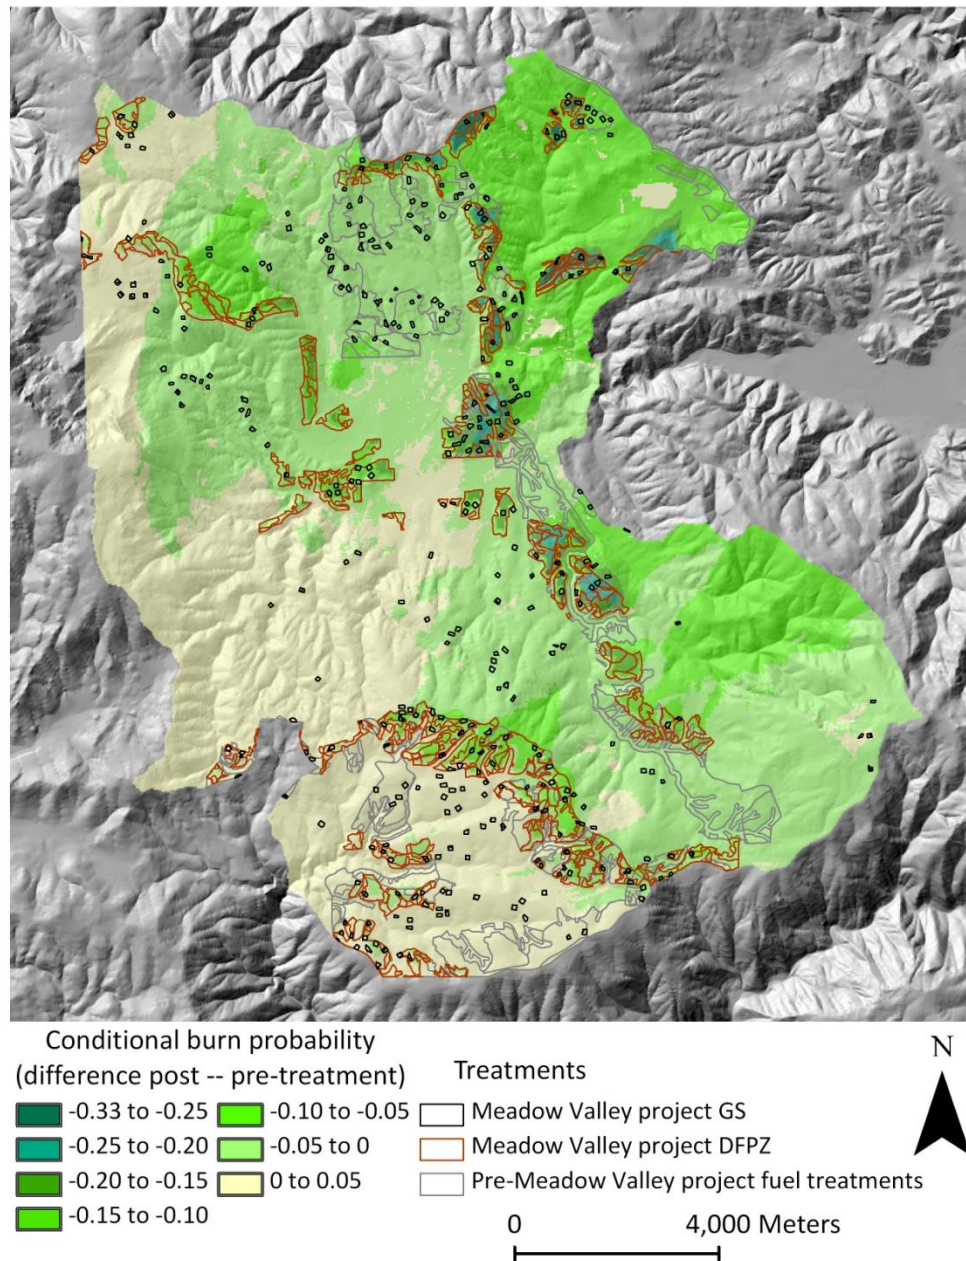 Conditional burn probability
(difference post -- pre-treatment)
-0.33 to -0.25
-0.25 to -0.20
-0.20 to -0.15
-0.15 to -0.10
-0.10 to -0.05
-0.05 to 0
0 to 0.05
Treatments
Meadow Valley project GS
Meadow Valley project DFPZ
Pre-Meadow Valley project fuel treatments
0 4,000 Meters
N